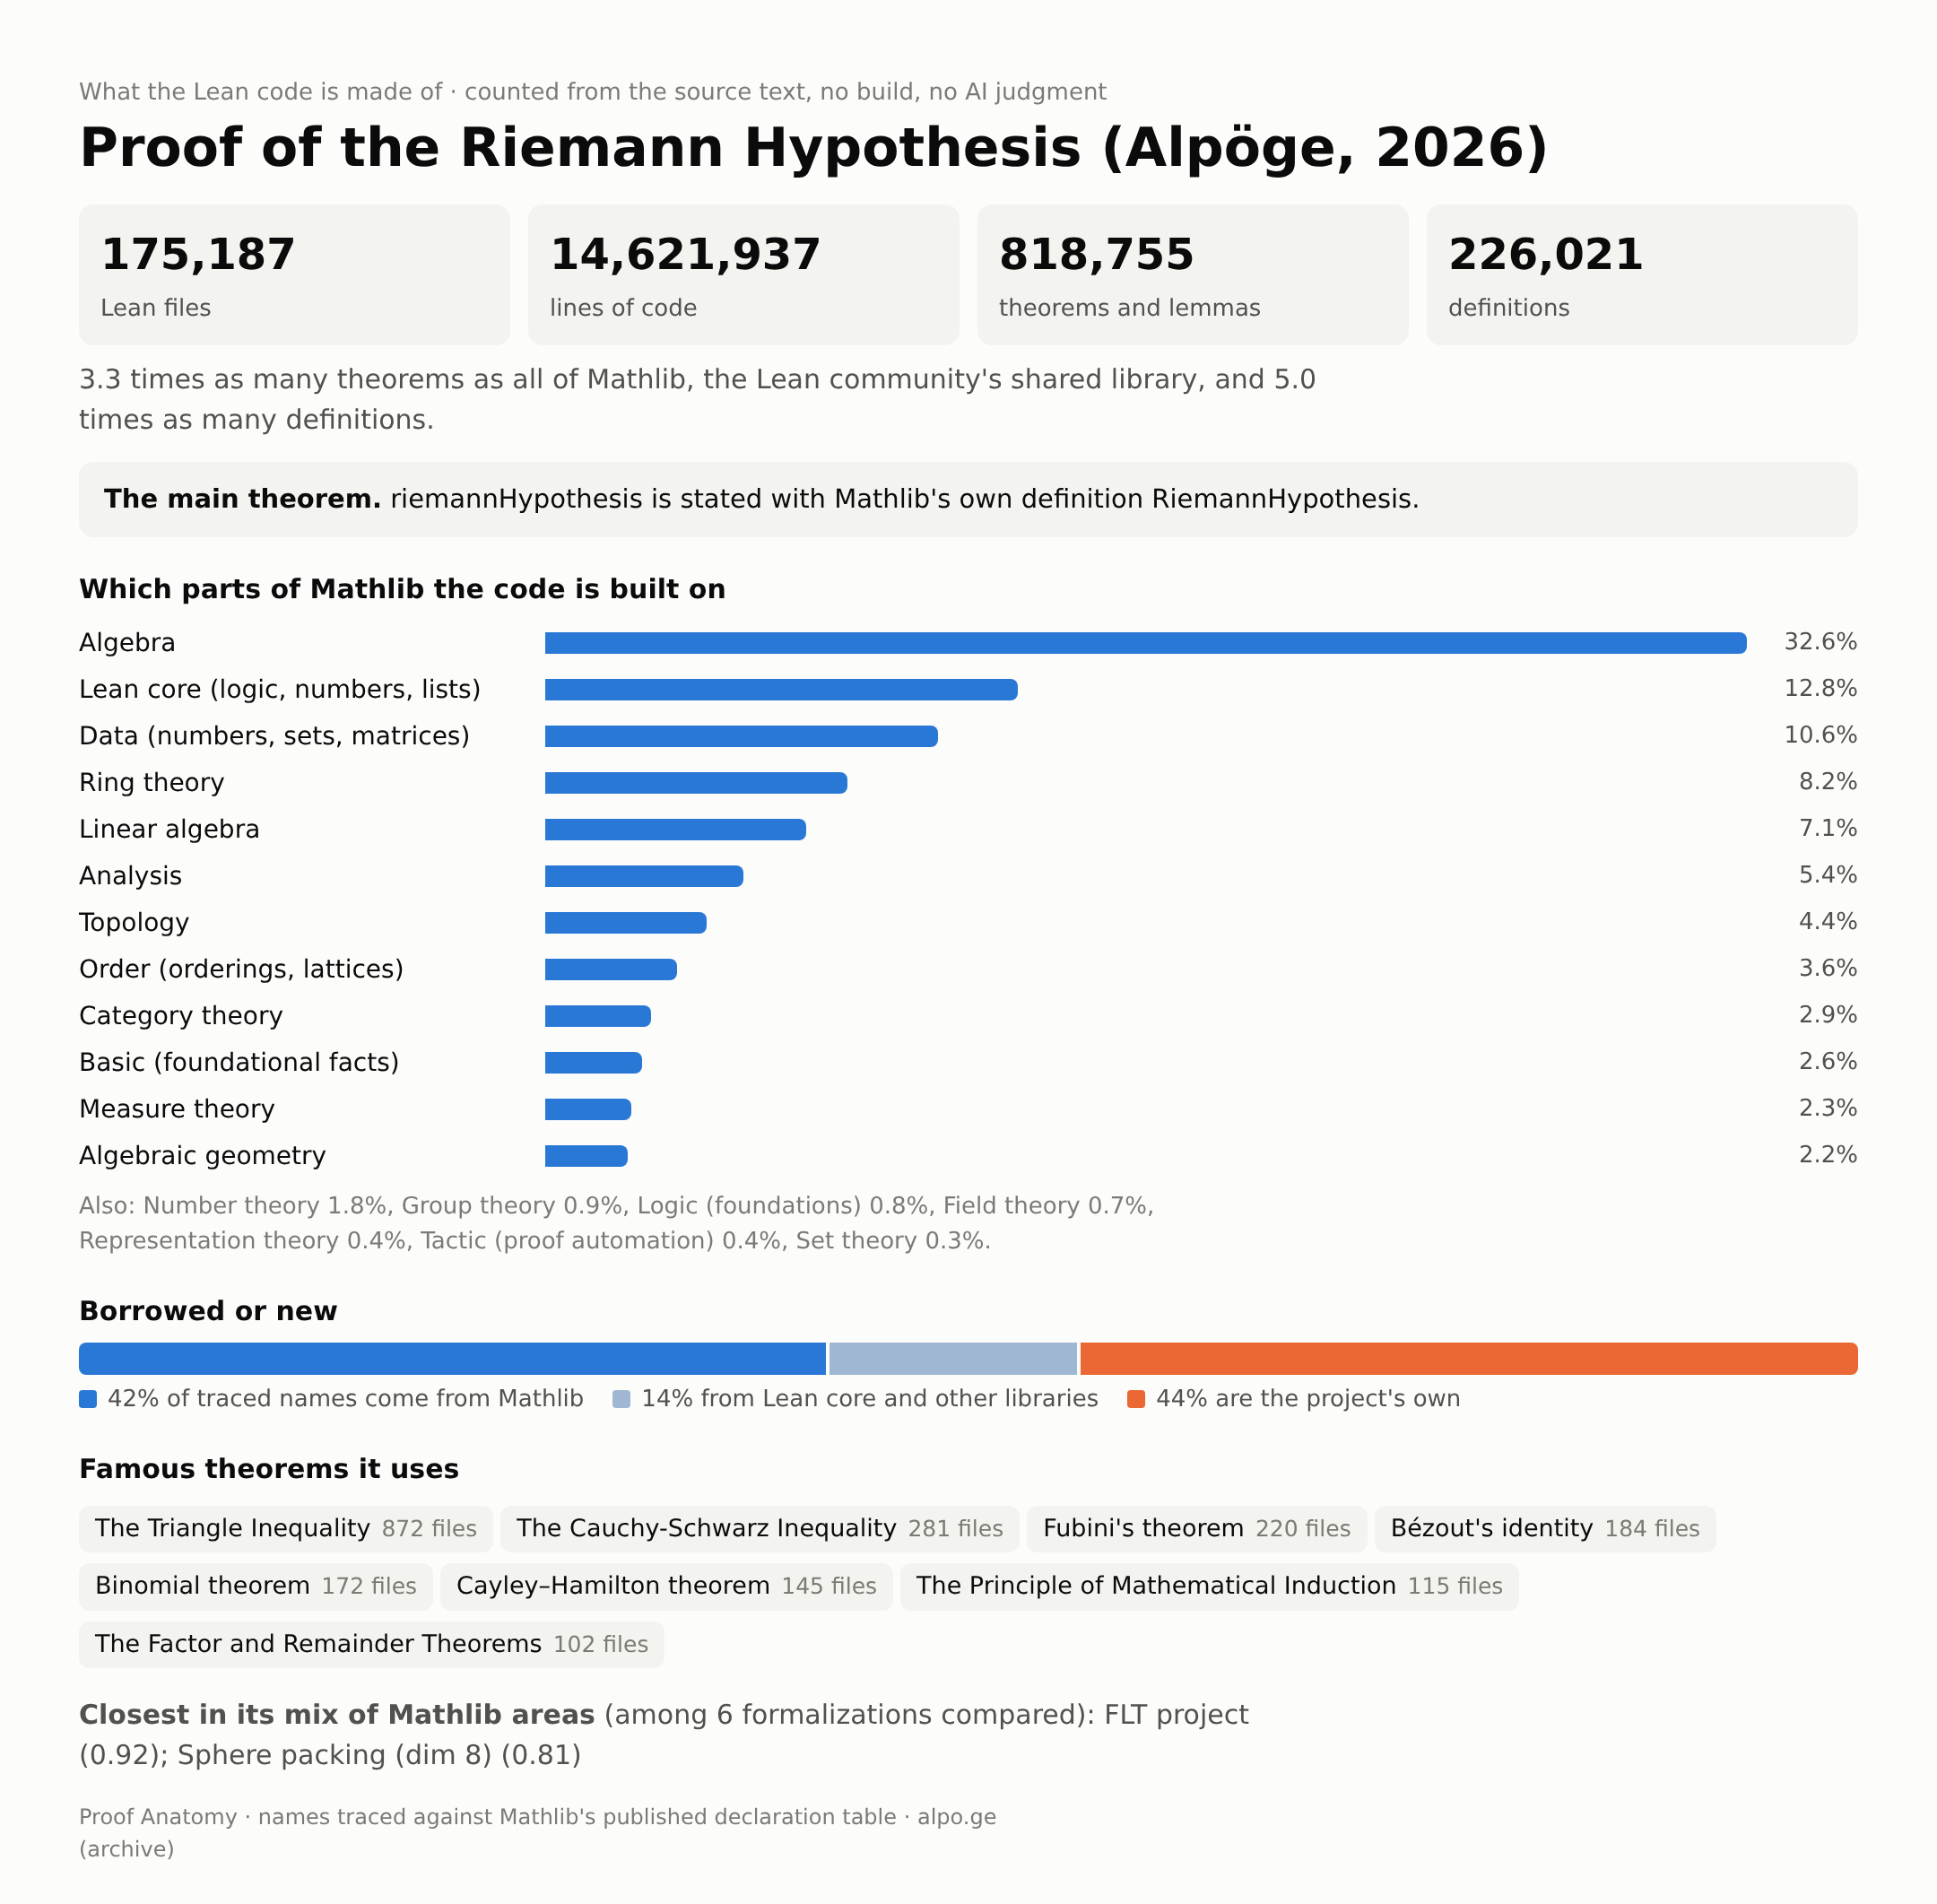 What the Lean code is made of · counted from the source text, no build, no AI judgment
Proof of the Riemann Hypothesis (Alpöge, 2026)
175,187
Lean files
14,621,937
lines of code
818,755
theorems and lemmas
226,021
definitions
3.3 times as many theorems as all of Mathlib, the Lean community's shared library, and 5.0
times as many definitions.
The main theorem. riemannHypothesis is stated with Mathlib's own definition RiemannHypothesis.
Which parts of Mathlib the code is built on
Algebra 32.6%
Lean core (logic, numbers, lists) 12.8%
Data (numbers, sets, matrices) 10.6%
Ring theory 8.2%
Linear algebra 7.1%
Analysis 5.4%
Topology 4.4%
Order (orderings, lattices) 3.6%
Category theory 2.9%
Basic (foundational facts) 2.6%
Measure theory 2.3%
Algebraic geometry 2.2%
Also: Number theory 1.8%, Group theory 0.9%, Logic (foundations) 0.8%, Field theory 0.7%,
Representation theory 0.4%, Tactic (proof automation) 0.4%, Set theory 0.3%.
Borrowed or new
42% of traced names come from Mathlib 14% from Lean core and other libraries 44% are the project's own
Famous theorems it uses
The Triangle Inequality 872 files The Cauchy-Schwarz Inequality 281 files Fubini's theorem 220 files Bézout's identity 184 files
Binomial theorem 172 files Cayley–Hamilton theorem 145 files The Principle of Mathematical Induction 115 files
The Factor and Remainder Theorems 102 files
Closest in its mix of Mathlib areas (among 6 formalizations compared): FLT project
(0.92); Sphere packing (dim 8) (0.81)
Proof Anatomy · names traced against Mathlib's published declaration table · alpo.ge
(archive)